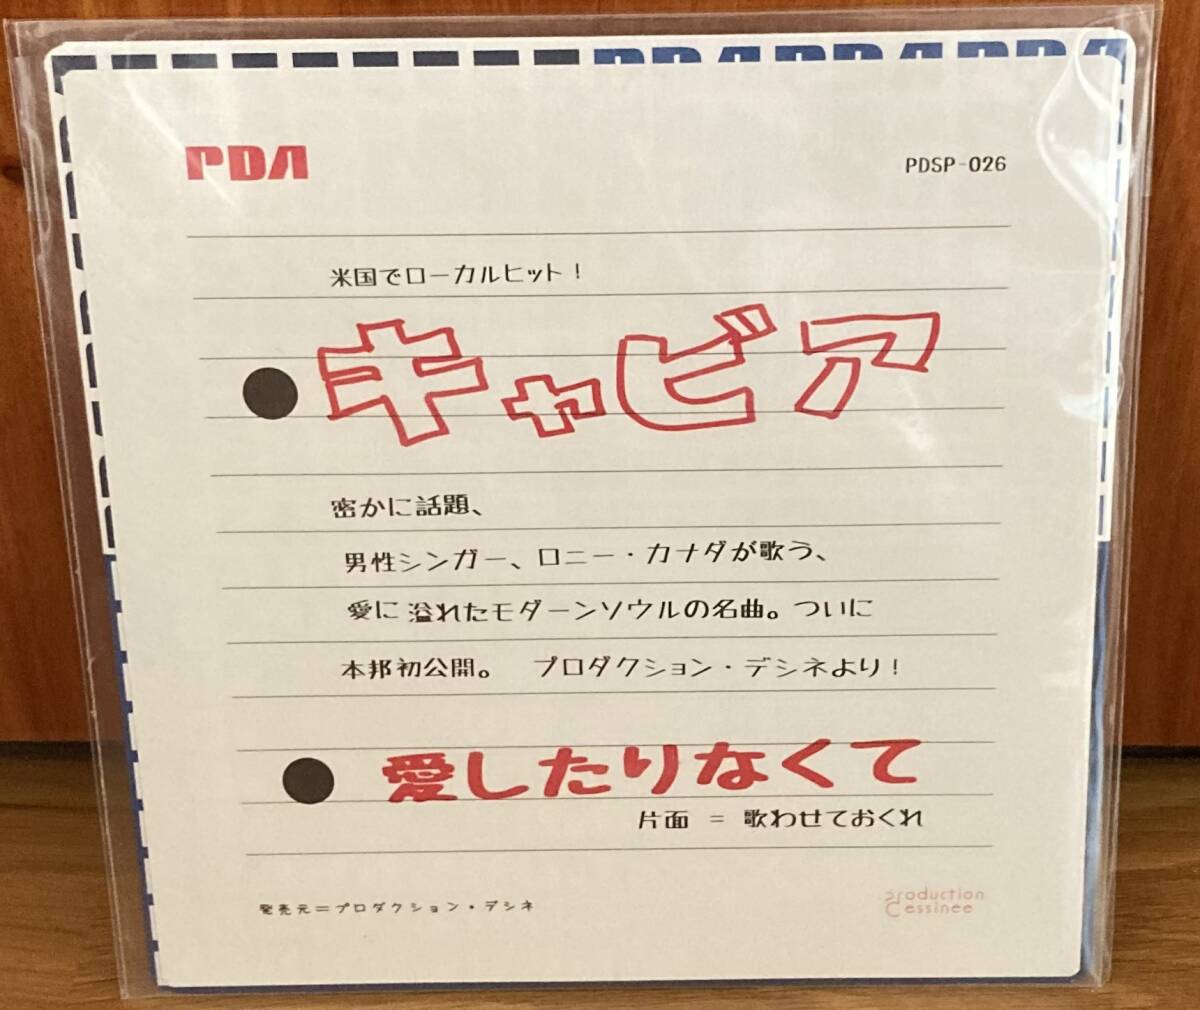 PDA
PDSP-026
米国でローカルヒット！
● キャビア
密かに話題、
男性シンガー、ロニー・カナダが歌う、
愛に溢れたモダーンソウルの名曲。ついに
本邦初公開。 プロダクション・デシネより！
● 愛したりなくて
片面 = 歌わせておくれ
発売元＝プロダクション・デシネ
production
dessinee